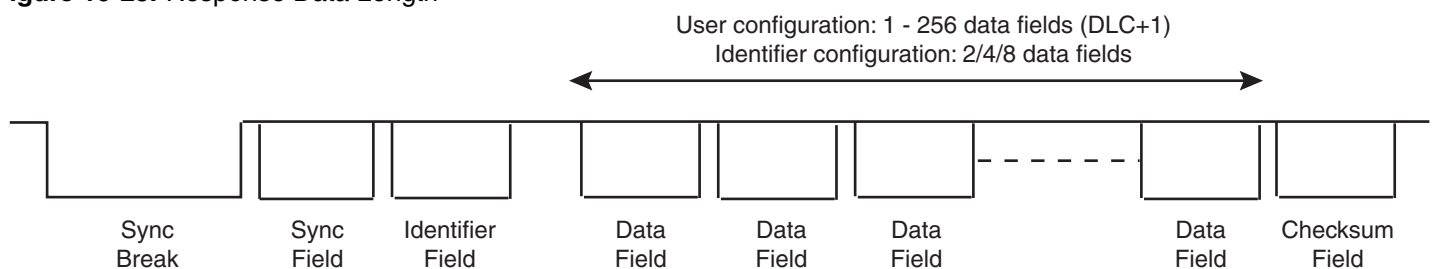 User configuration: 1 - 256 data fields (DLC+1)
Identifier configuration: 2/4/8 data fields
Sync
Break
Sync
Field
Identifier
Field
Data
Field
Data
Field
Data
Field
Data
Field
Checksum
Field